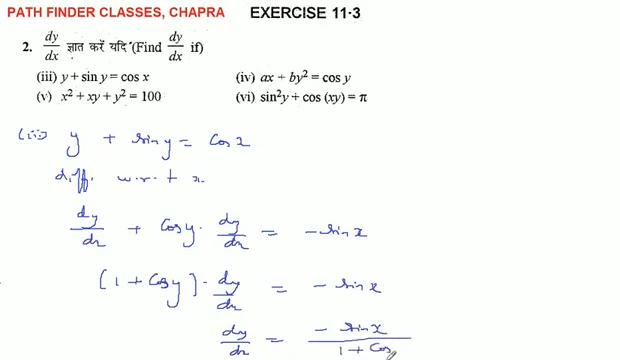 PATH FINDER CLASSES, CHAPRA EXERCISE 11·3
2. dy/dx ज्ञात करें यदि (Find dy/dx if)
(iii) y + sin y = cos x (iv) ax + by² = cos y
(v) x² + xy + y² = 100 (vi) sin²y + cos (xy) = π
(iii) y + sin y = cos x
diff. w.r.t x
dy/dx + cos y · dy/dx = - sin x
(1 + cos y) · dy/dx = - sin x
dy/dx = - sin x / 1 + cos